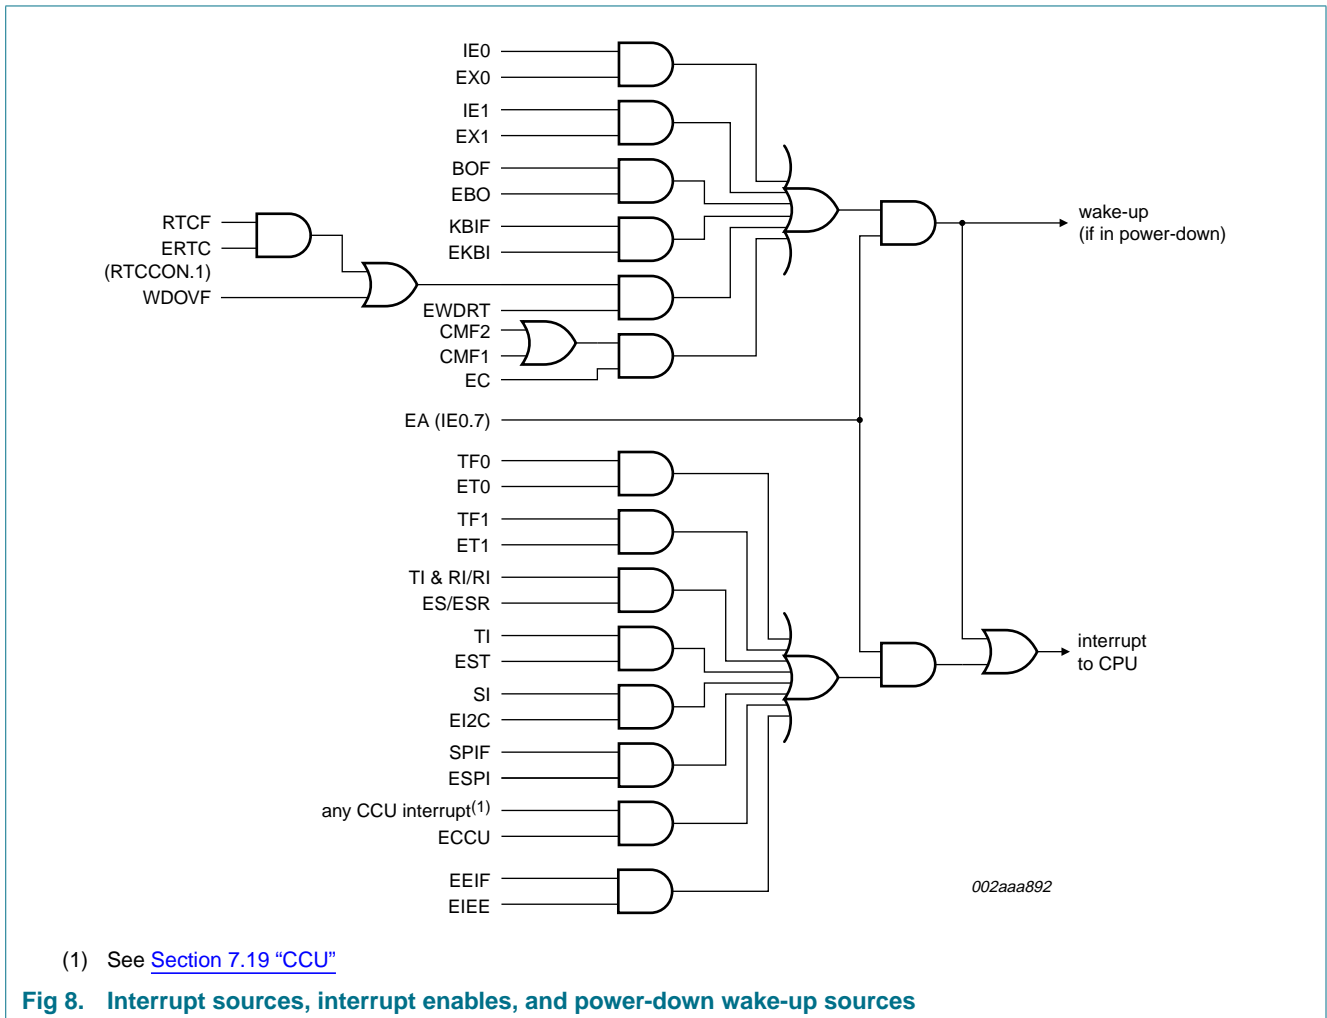 IE0
EX0
IE1
EX1
BOF
EBO
RTCF
ERTC
(RTCCON.1)
WDOVF
KBIF
EKBI
EWDRT
CMF2
CMF1
EC
wake-up
(if in power-down)
EA (IE0.7)
TF0
ET0
TF1
ET1
TI & RI/RI
ES/ESR
TI
EST
interrupt
to CPU
SI
EI2C
SPIF
ESPI
any CCU interrupt(1)
ECCU
EEIF
EIEE
002aaa892
(1) See Section 7.19 “CCU”
Fig 8. Interrupt sources, interrupt enables, and power-down wake-up sources